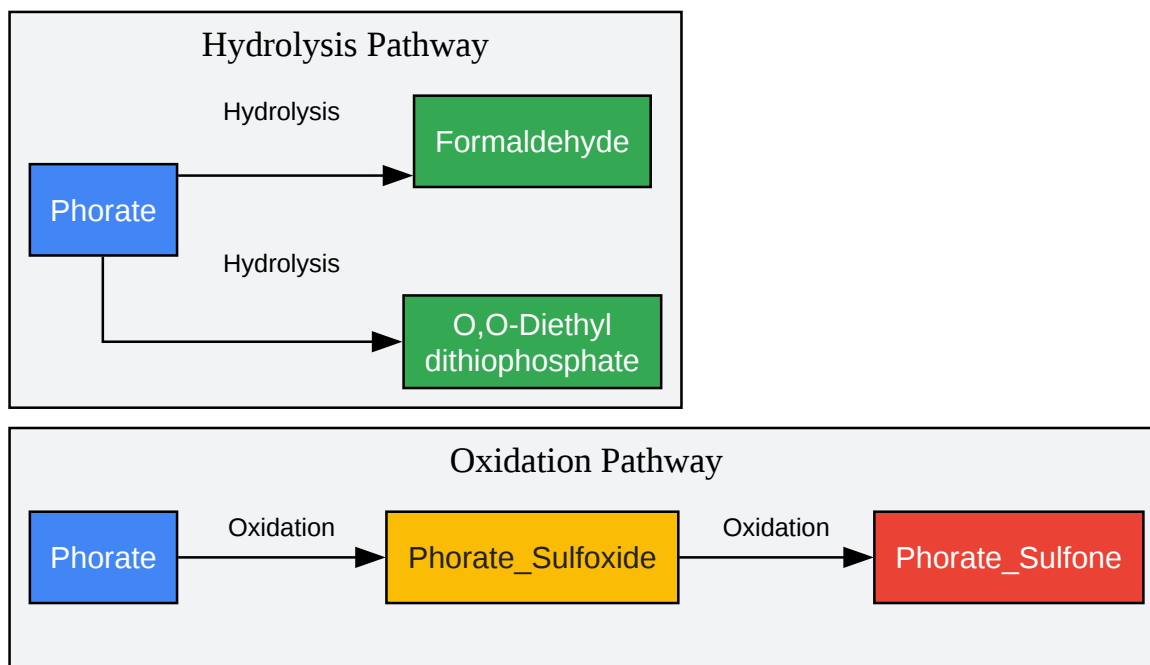 Hydrolysis Pathway
Hydrolysis
Formaldehyde
Phorate
Hydrolysis
O,O-Diethyl
dithiophosphate
Oxidation Pathway
Oxidation
Oxidation
Phorate
Phorate_Sulfoxide
Phorate_Sulfone